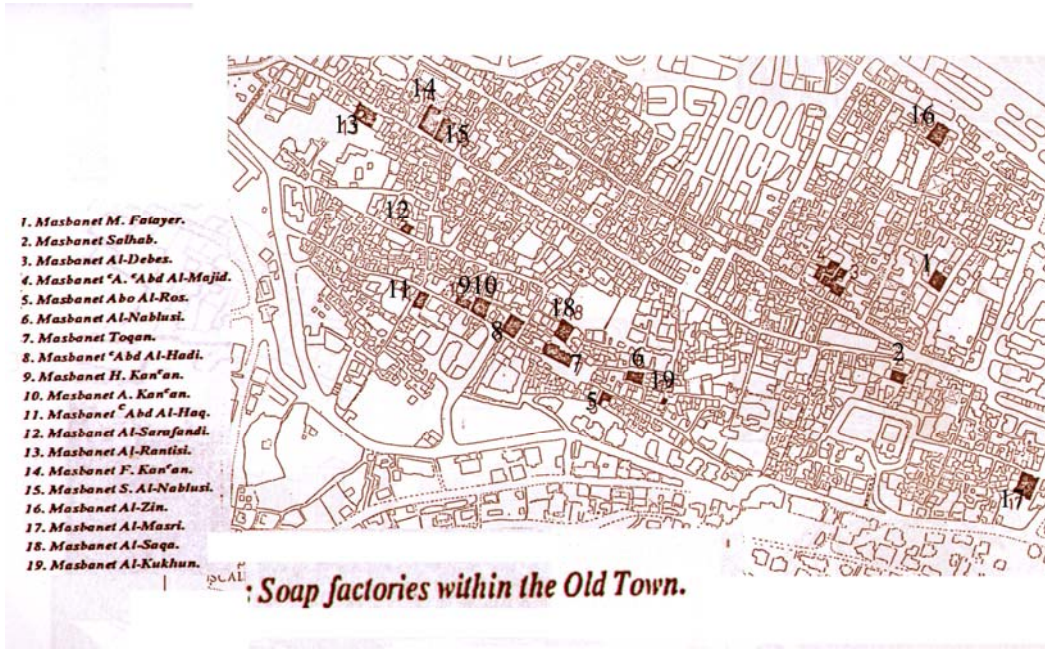 14
16
13
15
12
1. Masbanet M. Fatayer.
2. Masbanet Salhab.
3. Masbanet Al-Debes.
4. Masbanet ᶜA. ᶜAbd Al-Majid.
5. Masbanet Abo Al-Ros.
6. Masbanet Al-Nablusi.
7. Masbanet Toqan.
8. Masbanet ᶜAbd Al-Hadi.
9. Masbanet H. Kanᶜan.
10. Masbanet A. Kanᶜan.
11. Masbanet ᶜAbd Al-Haq.
12. Masbanet Al-Sarafandi.
13. Masbanet Al-Rantisi.
14. Masbanet F. Kanᶜan.
15. Masbanet S. Al-Nablusi.
16. Masbanet Al-Zin.
17. Masbanet Al-Masri.
18. Masbanet Al-Saqa.
19. Masbanet Al-Kukhun.
3
1
11
910
18
8
7
6
19
2
5
17
SCAL
: Soap factories within the Old Town.